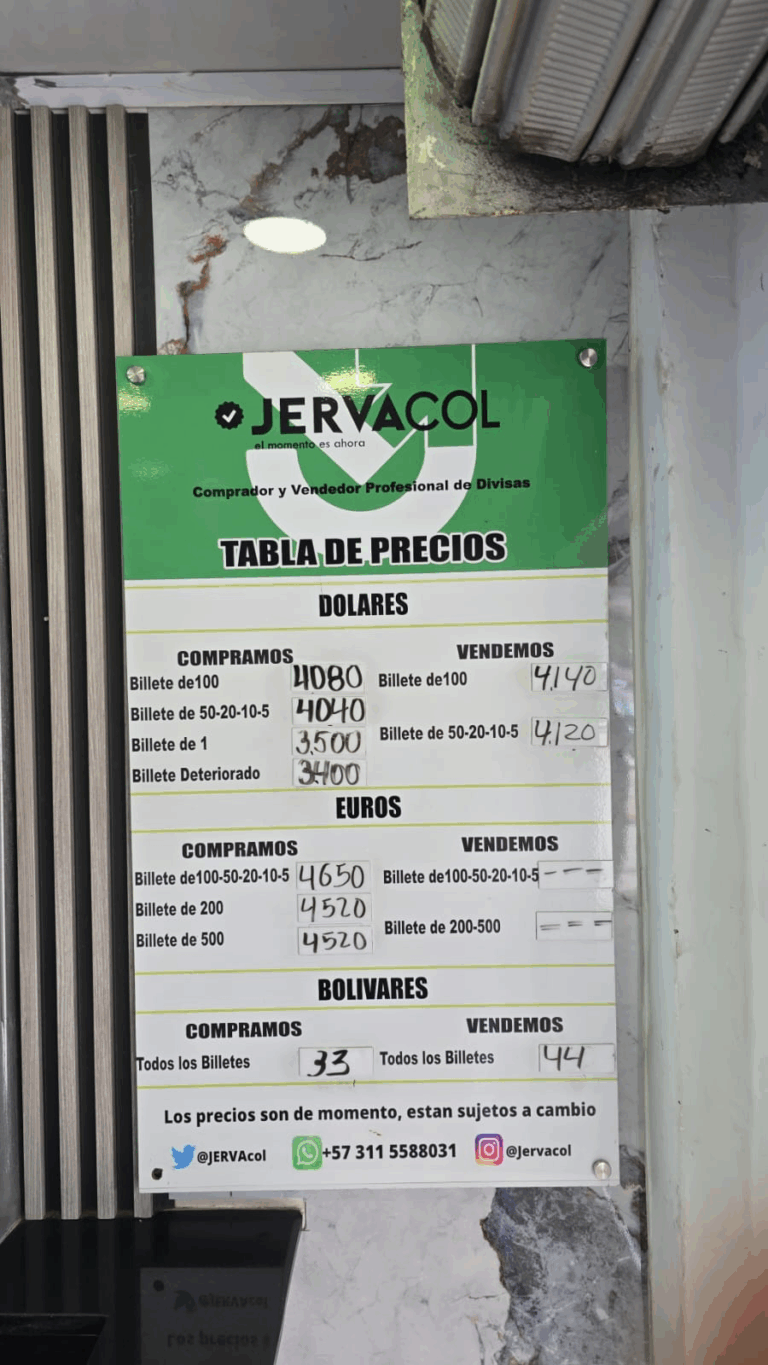 JERVACOL
el momento es ahora
Comprador y Vendedor Profesional de Divisas
TABLA DE PRECIOS
DOLARES
COMPRAMOS VENDEMOS
Billete de100 4080 Billete de100 4.140
Billete de 50-20-10-5 4040
Billete de 50-20-10-5 4.120
Billete de 1 3.500
Billete Deteriorado 3.400
EUROS
COMPRAMOS VENDEMOS
Billete de100-50-20-10-5 4650 Billete de100-50-20-10-5 ---
Billete de 200 4520
Billete de 200-500 ---
Billete de 500 4520
BOLIVARES
COMPRAMOS VENDEMOS
Todos los Billetes 33 Todos los Billetes 44
Los precios son de momento, estan sujetos a cambio
@JERVAcol +57 311 5588031 @Jervacol